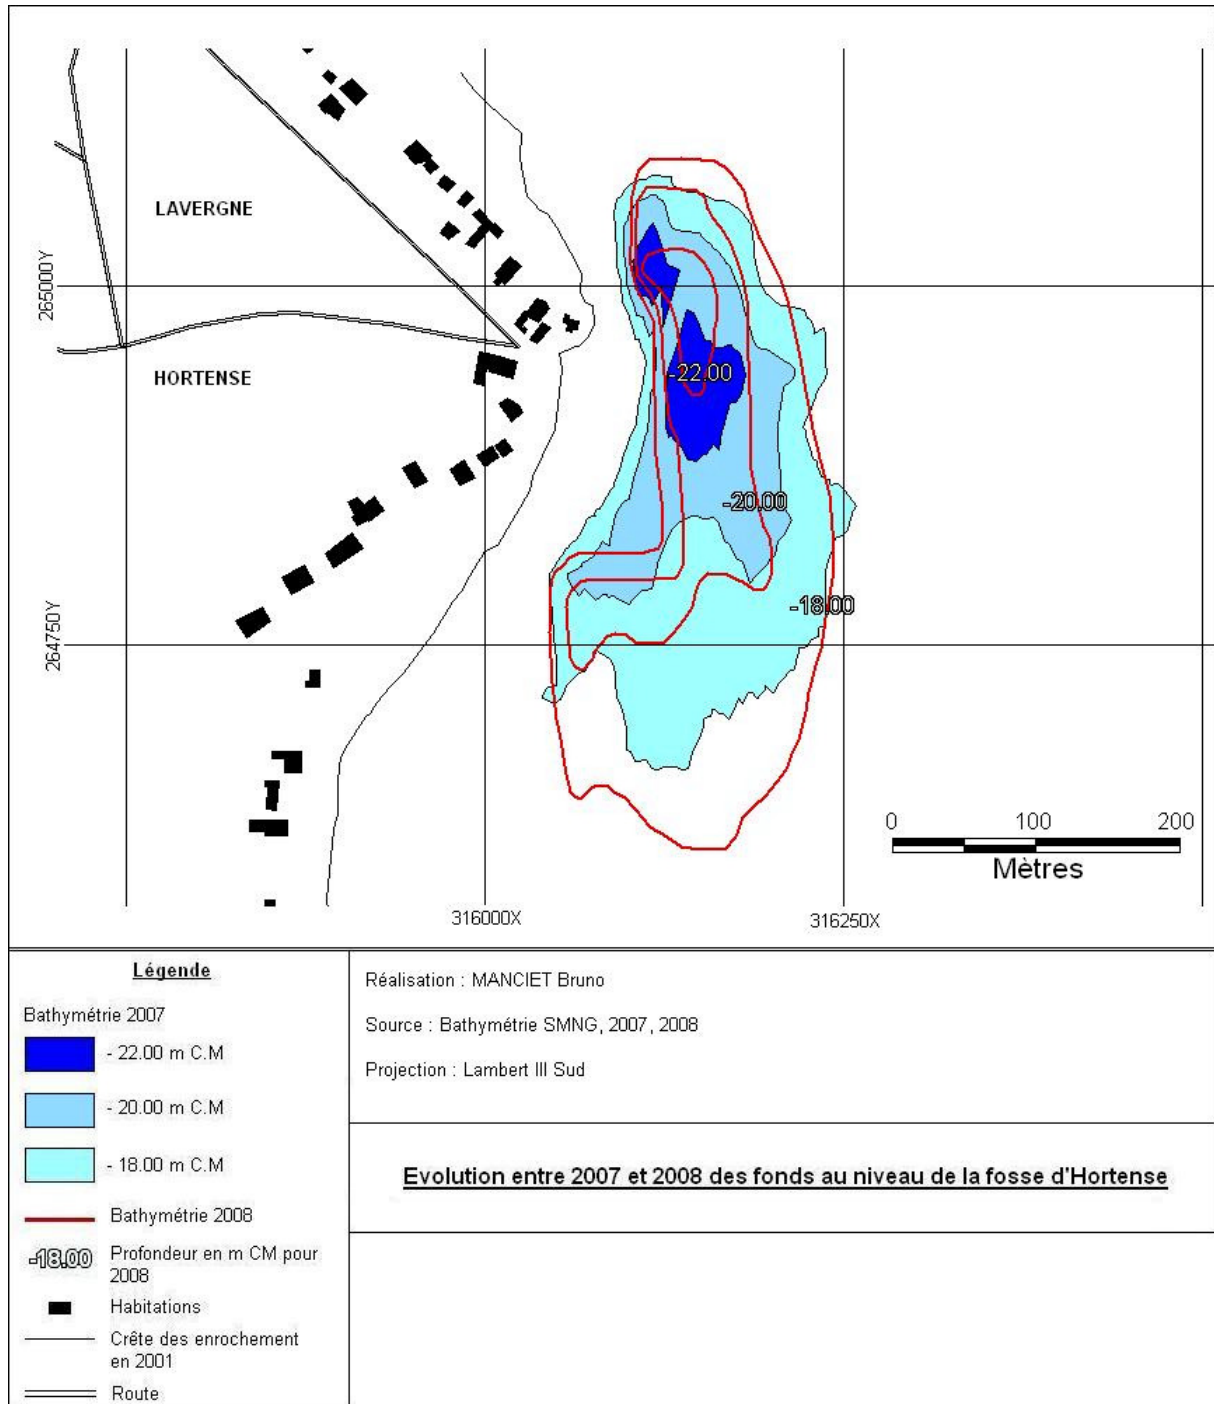 LAVERGNE
265000Y
HORTENSE
-22.00
-20.00
-18.00
264750Y
0 100 200
Mètres
316000X
316250X
Légende
Bathymétrie 2007
- 22.00 m C.M
- 20.00 m C.M
- 18.00 m C.M
Bathymétrie 2008
-18.00 Profondeur en m CM pour
2008
Habitations
Crête des enrochement
en 2001
Route
Réalisation : MANCIET Bruno
Source : Bathymétrie SMNG, 2007, 2008
Projection : Lambert III Sud
Evolution entre 2007 et 2008 des fonds au niveau de la fosse d'Hortense